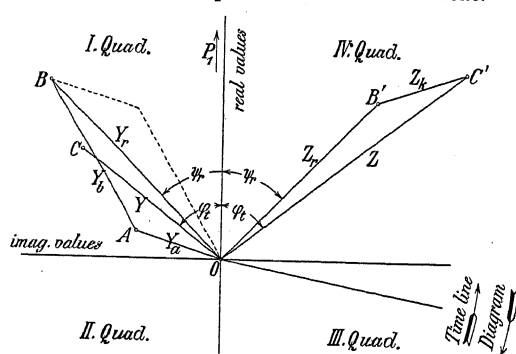 I. Quad.
P₁
real values
IV. Quad.
B
B'
Zk
C'
Yr
C
Yb
Zr
Z
ψr
ψr
Y
φt
φt
A
Ya
imag. values
O
II. Quad.
III. Quad.
Time line
Diagram